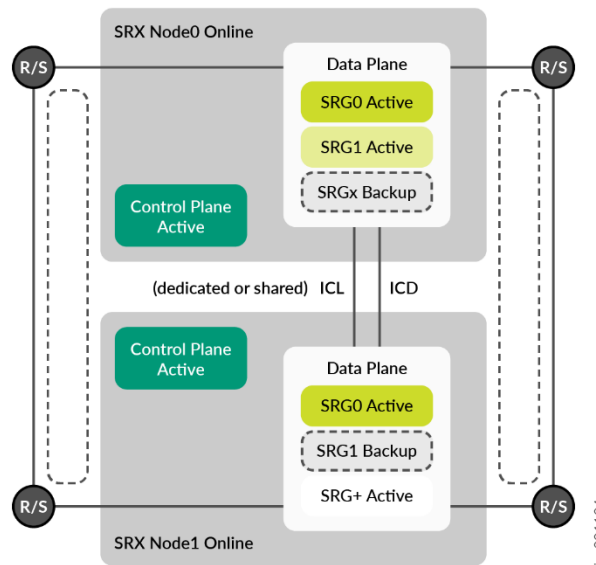 SRX Node0 Online
R/S
R/S
Data Plane
SRG0 Active
SRG1 Active
SRGx Backup
Control Plane
Active
(dedicated or shared) ICL ICD
Control Plane
Active
Data Plane
SRG0 Active
SRG1 Backup
SRG+ Active
R/S
R/S
SRX Node1 Online